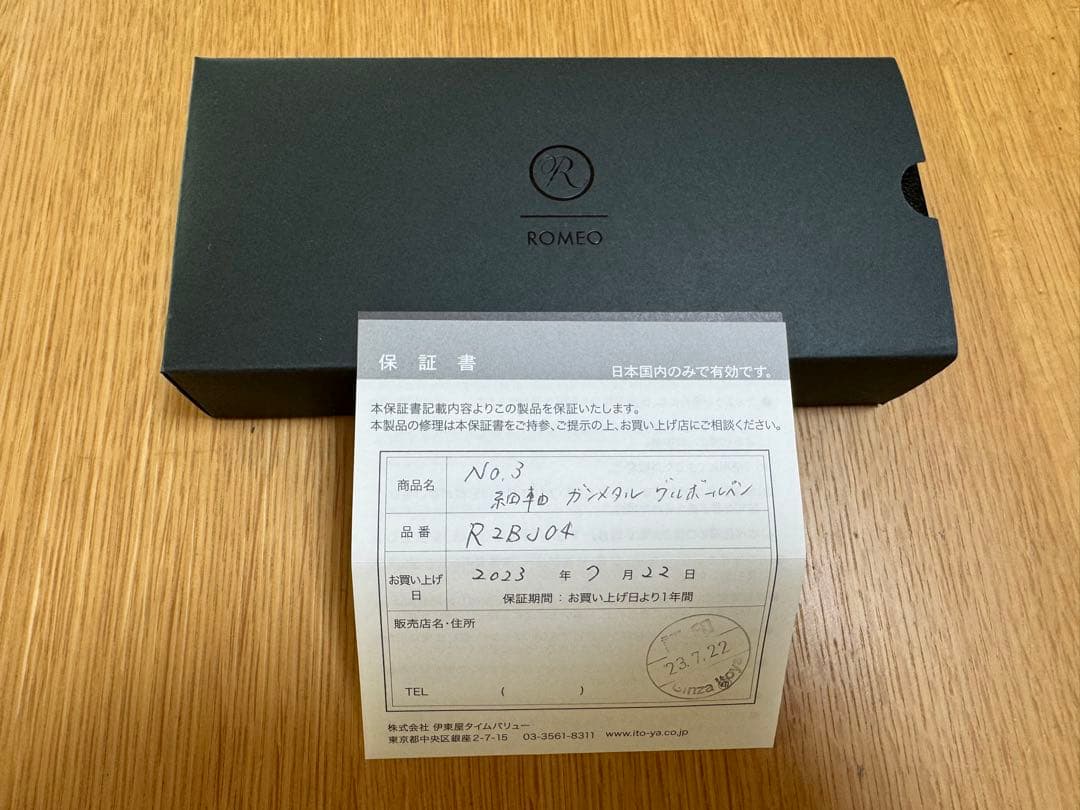 R
ROMEO
保証書
日本国内のみで有効です。
本保証書記載内容よりこの製品を保証いたします。
本製品の修理は本保証書をご持参、ご提示の上、お買い上げ店にご相談ください。
商品名 No.3
細軸 ガンメタル ゲルボールペン
品番 R2BJ04
お買い上げ日 2023 年 7 月 22 日
保証期間：お買い上げ日より1年間
販売店名・住所
23.7.22
Ginza Itoya
TEL ( )
株式会社 伊東屋タイムバリュー
東京都中央区銀座2-7-15 03-3561-8311 www.ito-ya.co.jp